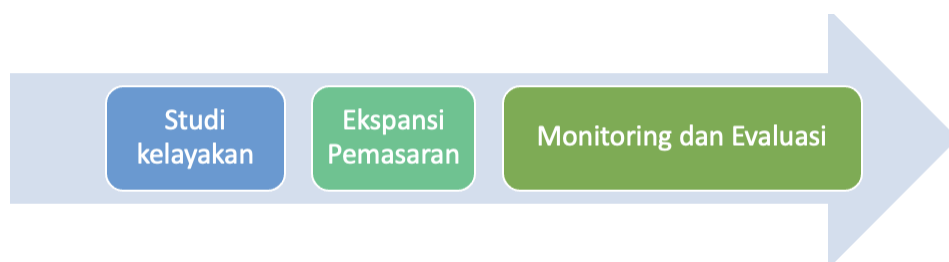 Studi
kelayakan
Ekspansi
Pemasaran
Monitoring dan Evaluasi